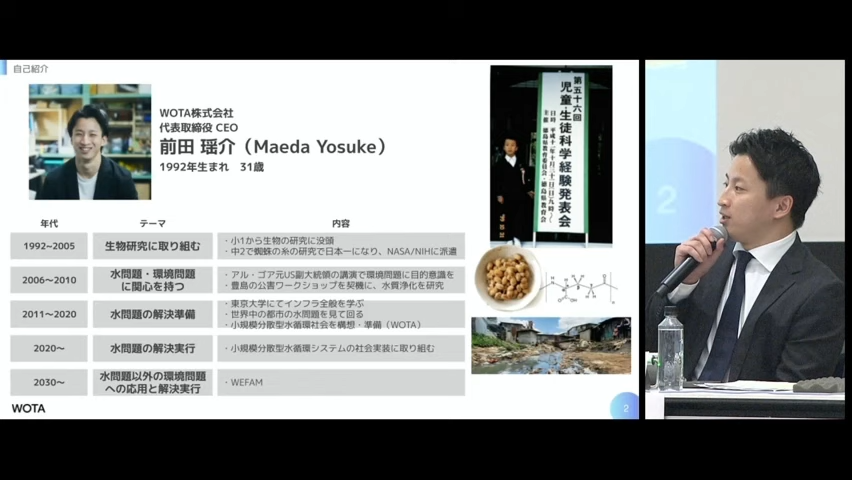 自己紹介
WOTA株式会社
代表取締役 CEO
前田 瑶介（Maeda Yosuke）
1992年生まれ 31歳
年代 テーマ 内容
1992~2005 生物研究に取り組む
・小1から生物の研究に没頭
・中2で蜘蛛の糸の研究で日本一になり、NASA/NIHに派遣
2006~2010 水問題・環境問題
に関心を持つ
・アル・ゴア元US副大統領の講演で環境問題に目的意識を
・豊島の公害ワークショップを契機に、水質浄化を研究
2011~2020 水問題の解決準備
・東京大学にてインフラ全般を学ぶ
・世界中の都市の水問題を見て回る
・小規模分散型水循環社会を構想・準備（WOTA）
2020~ 水問題の解決実行
・小規模分散型水循環システムの社会実装に取り組む
2030~ 水問題以外の環境問題
への応用と解決実行
・WEFAM
第五十六回
児童・生徒科学経験発表会
WOTA
2
2